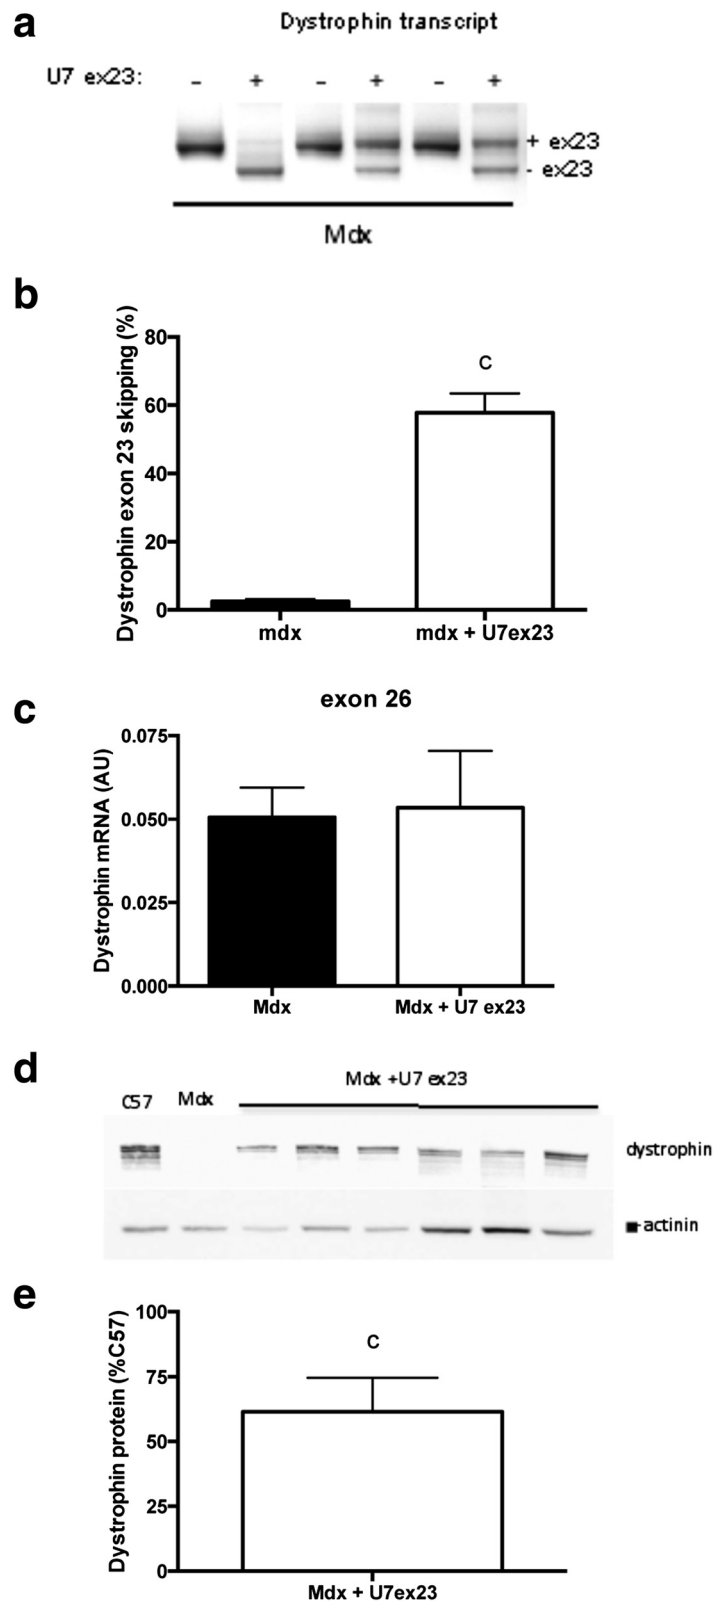 a
Dystrophin transcript
U7 ex23: - + - + - +
+ ex23
- ex23
Mdx
b
Dystrophin exon 23 skipping (%)
80
60
40
20
0
C
mdx
mdx + U7ex23
c
exon 26
Dystrophin mRNA (AU)
0.075
0.050
0.025
0.000
Mdx
Mdx + U7 ex23
d
C57
Mdx
Mdx +U7 ex23
dystrophin
■-actinin
e
Dystrophin protein (%C57)
100
75
50
25
0
C
Mdx + U7ex23